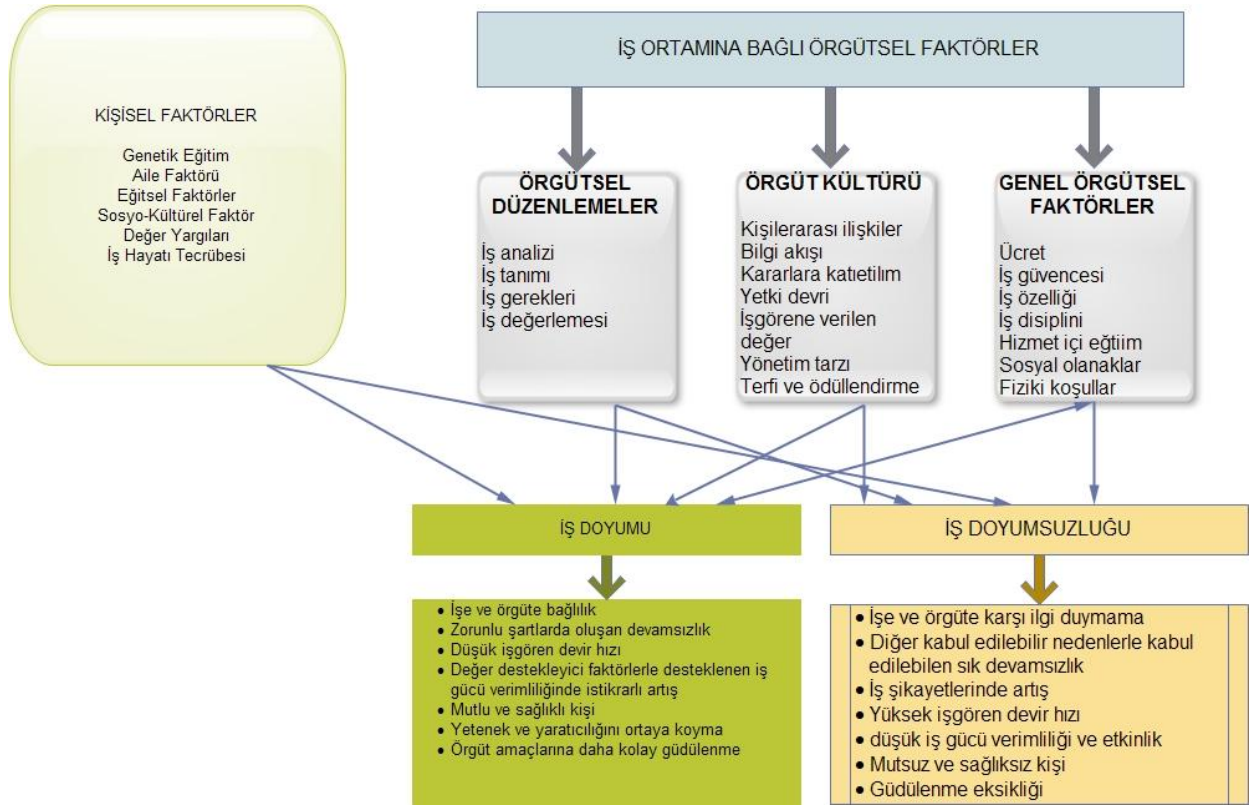 KİŞİSEL FAKTÖRLER
Genetik Eğitim
Aile Faktörü
Eğitsel Faktörler
Sosyo-Kültürel Faktör
Değer Yargıları
İş Hayatı Tecrübesi
İŞ ORTAMINA BAĞLI ÖRGÜTSEL FAKTÖRLER
ÖRGÜTSEL
DÜZENLEMELER
İş analizi
İş tanımı
İş gerekleri
İş değerlemesi
ÖRGÜT KÜLTÜRÜ
Kişilerarası ilişkiler
Bilgi akışı
Kararlara katıetilım
Yetki devri
İşgörene verilen
değer
Yönetim tarzı
Terfi ve ödüllendirme
GENEL ÖRGÜTSEL
FAKTÖRLER
Ücret
İş güvencesi
İş özelliği
İş disiplini
Hizmet içi eğtiim
Sosyal olanaklar
Fiziki koşullar
İŞ DOYUMU
• İşe ve örgüte bağlılık
• Zorunlu şartlarda oluşan devamsızlık
• Düşük işgören devir hızı
• Değer destekleyici faktörlerle desteklenen iş
gücü verimliliğinde istikrarlı artış
• Mutlu ve sağlıklı kişi
• Yetenek ve yaratıcılığını ortaya koyma
• Örgüt amaçlarına daha kolay güdülenme
İŞ DOYUMSUZLUĞU
• İşe ve örgüte karşı ilgi duymama
• Diğer kabul edilebilir nedenlerle kabul
edilebilen sık devamsızlık
• İş şikayetlerinde artış
• Yüksek işgören devir hızı
• düşük iş gücü verimliliği ve etkinlik
• Mutsuz ve sağlıksız kişi
• Güdülenme eksikliği